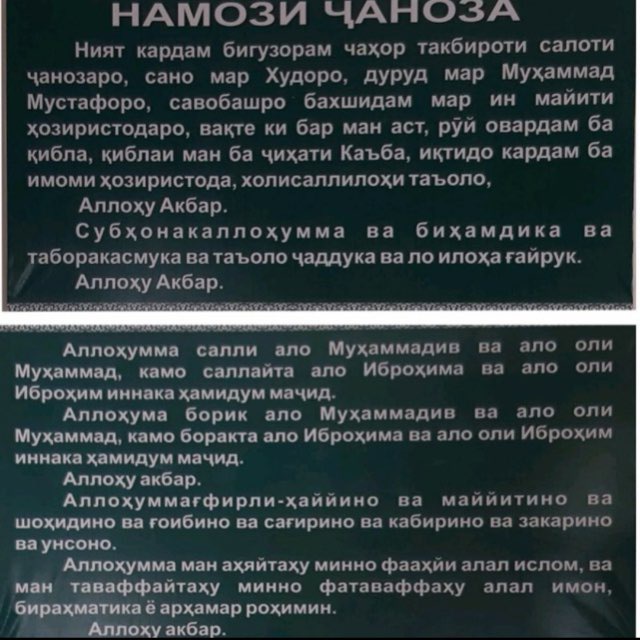 НАМОЗИ ҶАНОЗА
Ният кардам бигузорам чаҳор такбироти салоти
ҷанозаро, сано мар Худоро, дуруд мар Муҳаммад
Мустафоро, савобашро бахшидам мар ин майити
ҳозиристодаро, вақте ки бар ман аст, рӯй овардам ба
қибла, қиблаи ман ба ҷиҳати Каъба, иқтидо кардам ба
имоми ҳозиристода, холисаллилоҳи таъоло,
Аллоҳу Акбар.
Субҳонакаллоҳумма ва биҳамдика ва
таборакасмука ва таъоло ҷаддука ва ло илоҳа ғайрук.
Аллоҳу Акбар.
Аллоҳумма салли ало Муҳаммадив ва ало оли
Муҳаммад, камо саллайта ало Иброҳима ва ало оли
Иброҳим иннака ҳамидум маҷид.
Аллоҳума борик ало Муҳаммадив ва ало оли
Муҳаммад, камо боракта ало Иброҳима ва ало оли Иброҳим
иннака ҳамидум маҷид.
Аллоҳу акбар.
Аллоҳуммағфирли-ҳаййино ва маййитино ва
шоҳидино ва ғоибино ва сағирино ва кабирино ва закарино
ва унсоно.
Аллоҳумма ман аҳяйтаҳу минно фааҳйи алал ислом, ва
ман таваффайтаҳу минно фатаваффаҳу алал имон,
бираҳматика ё арҳамар роҳимин.
Аллоҳу акбар.